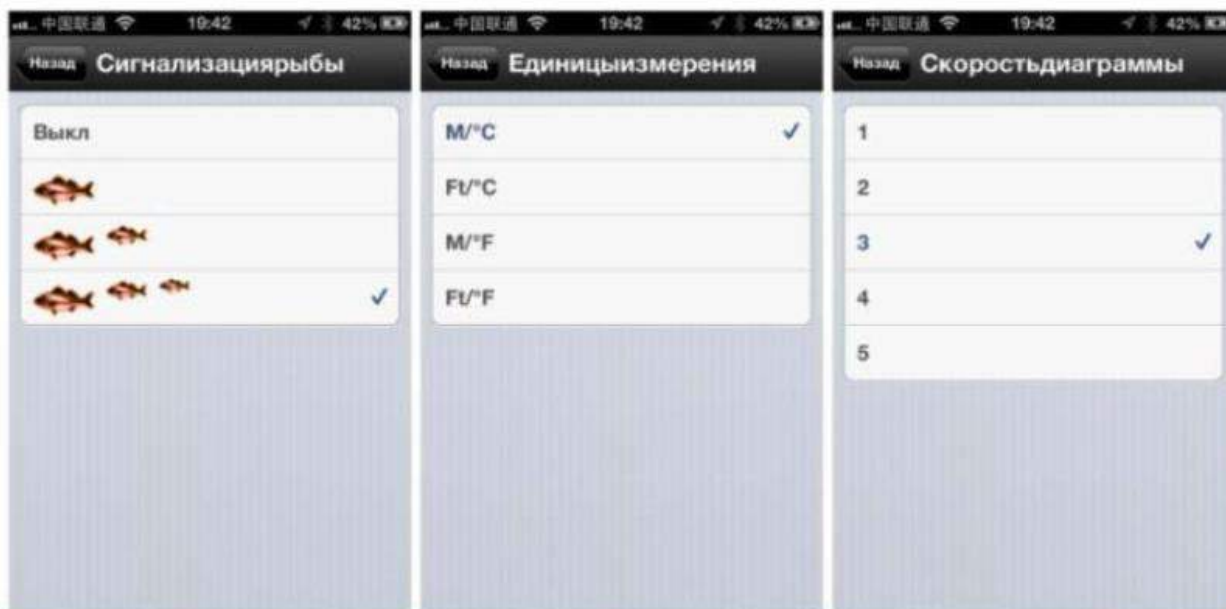 中国联通 19:42 42%
Назад Сигнализациярыбы
Выкл
中国联通 19:42 42%
Назад Единицыизмерения
M/°C
Ft/°C
M/°F
Ft/°F
中国联通 19:42 42%
Назад Скоростьдиаграммы
1
2
3
4
5